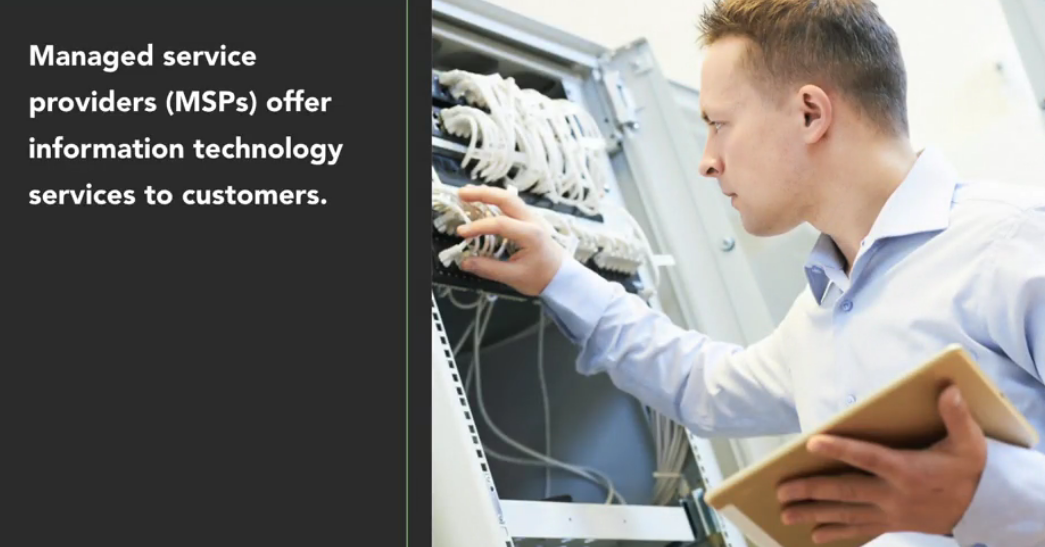 Managed service
providers (MSPs) offer
information technology
services to customers.